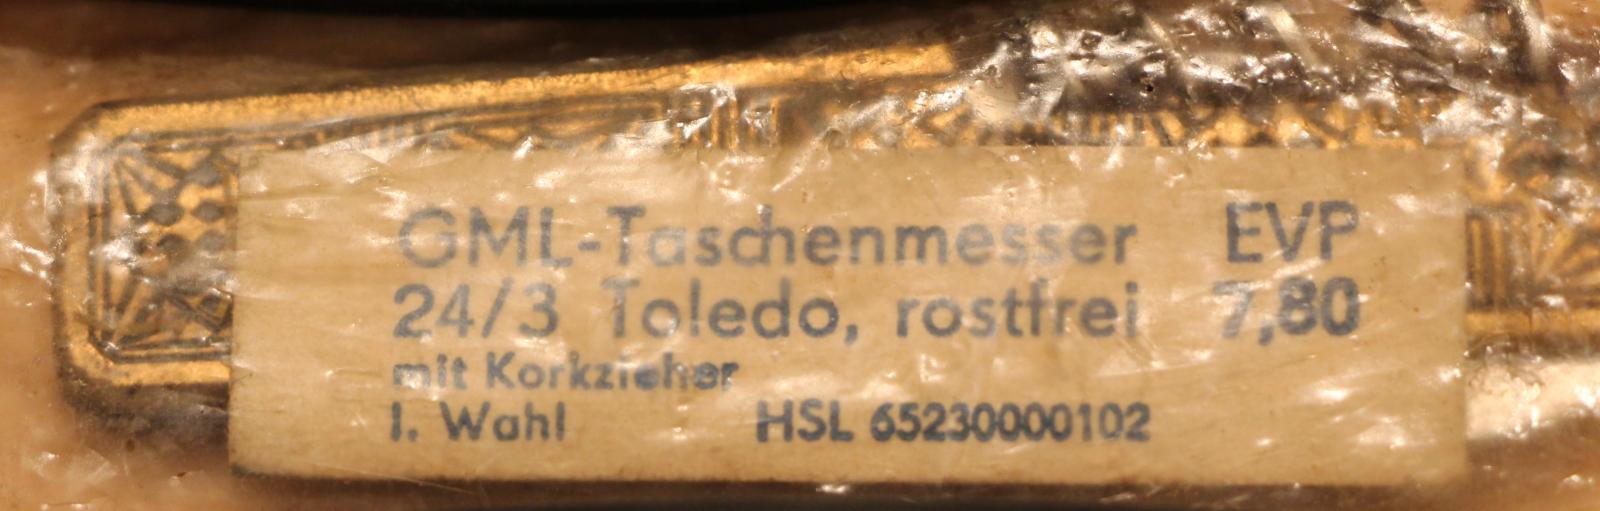 GML-Taschenmesser EVP
24/3 Toledo, rostfrei 7,80
mit Korkzieher
I. Wahl HSL 65230000102